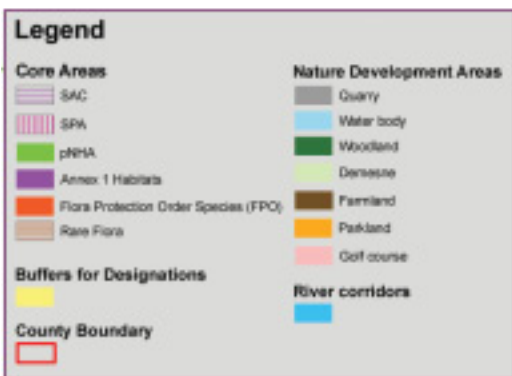 Legend
Core Areas
SAC
SPA
pNHA
Annex 1 Habitats
Flora Protection Order Species (FPO)
Rare Flora
Buffers for Designations
County Boundary
Nature Development Areas
Quarry
Water body
Woodland
Demesne
Farmland
Parkland
Golf course
River corridors